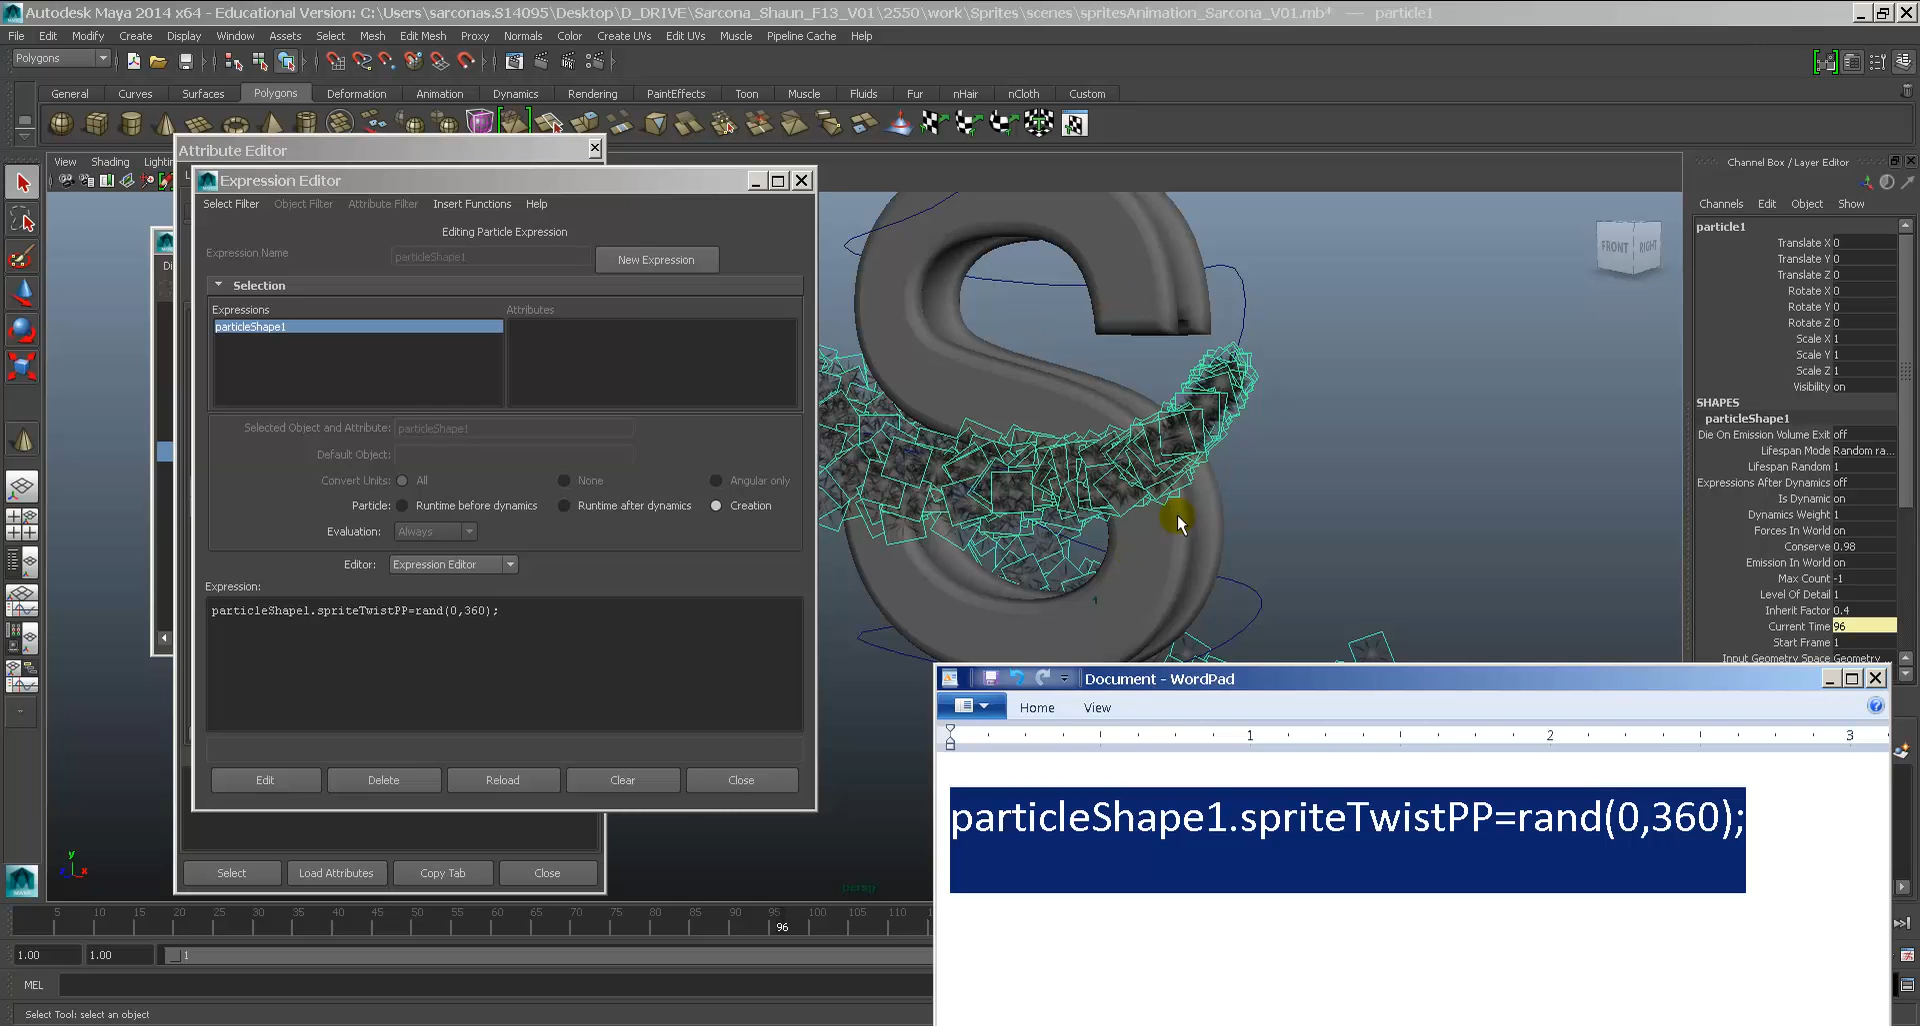 Autodesk Maya 2014 x64 - Educational Version: C:\Users\sarconas.S14095\Desktop\D_DRIVE\Sarcona_Shaun_F13_V01\2550\work\Sprites\scenes\spritesAnimation_Sarcona_V01.mb* --- particle1
File Edit Modify Create Display Window Assets Select Mesh Edit Mesh Proxy Normals Color Create UVs Edit UVs Muscle Pipeline Cache Help
Polygons
General Curves Surfaces Polygons Deformation Animation Dynamics Rendering PaintEffects Toon Muscle Fluids Fur nHair nCloth Custom
View Shading Lighti
Attribute Editor
Channel Box / Layer Editor
Expression Editor
Select Filter Object Filter Attribute Filter Insert Functions Help
Channels Edit Object Show
Editing Particle Expression
Expression Name particleShape1 New Expression
Selection
Expressions Attributes
particleShape1
Selected Object and Attribute: particleShape1
Default Object:
Convert Units: All None Angular only
Particle: Runtime before dynamics Runtime after dynamics Creation
Evaluation: Always
Editor: Expression Editor
Expression:
particleShape1.spriteTwistPP=rand(0,360);
Edit Delete Reload Clear Close
Select Load Attributes Copy Tab Close
FRONT RIGHT
particle1
Translate X 0
Translate Y 0
Translate Z 0
Rotate X 0
Rotate Y 0
Rotate Z 0
Scale X 1
Scale Y 1
Scale Z 1
Visibility on
SHAPES
particleShape1
Die On Emission Volume Exit off
Lifespan Mode Random ra...
Lifespan Random 1
Expressions After Dynamics off
Is Dynamic on
Dynamics Weight 1
Forces In World on
Conserve 0.98
Emission In World on
Max Count -1
Level Of Detail 1
Inherit Factor 0.4
Current Time 96
Start Frame 1
Input Geometry Space Geometry ...
Document - WordPad
Home View
1 2 3
particleShape1.spriteTwistPP=rand(0,360);
y
x
persp
5 10 15 20 25 30 35 40 45 50 55 60 65 70 75 80 85 90 95 100 105 110
96
1.00 1.00 1
MEL
Select Tool: select an object